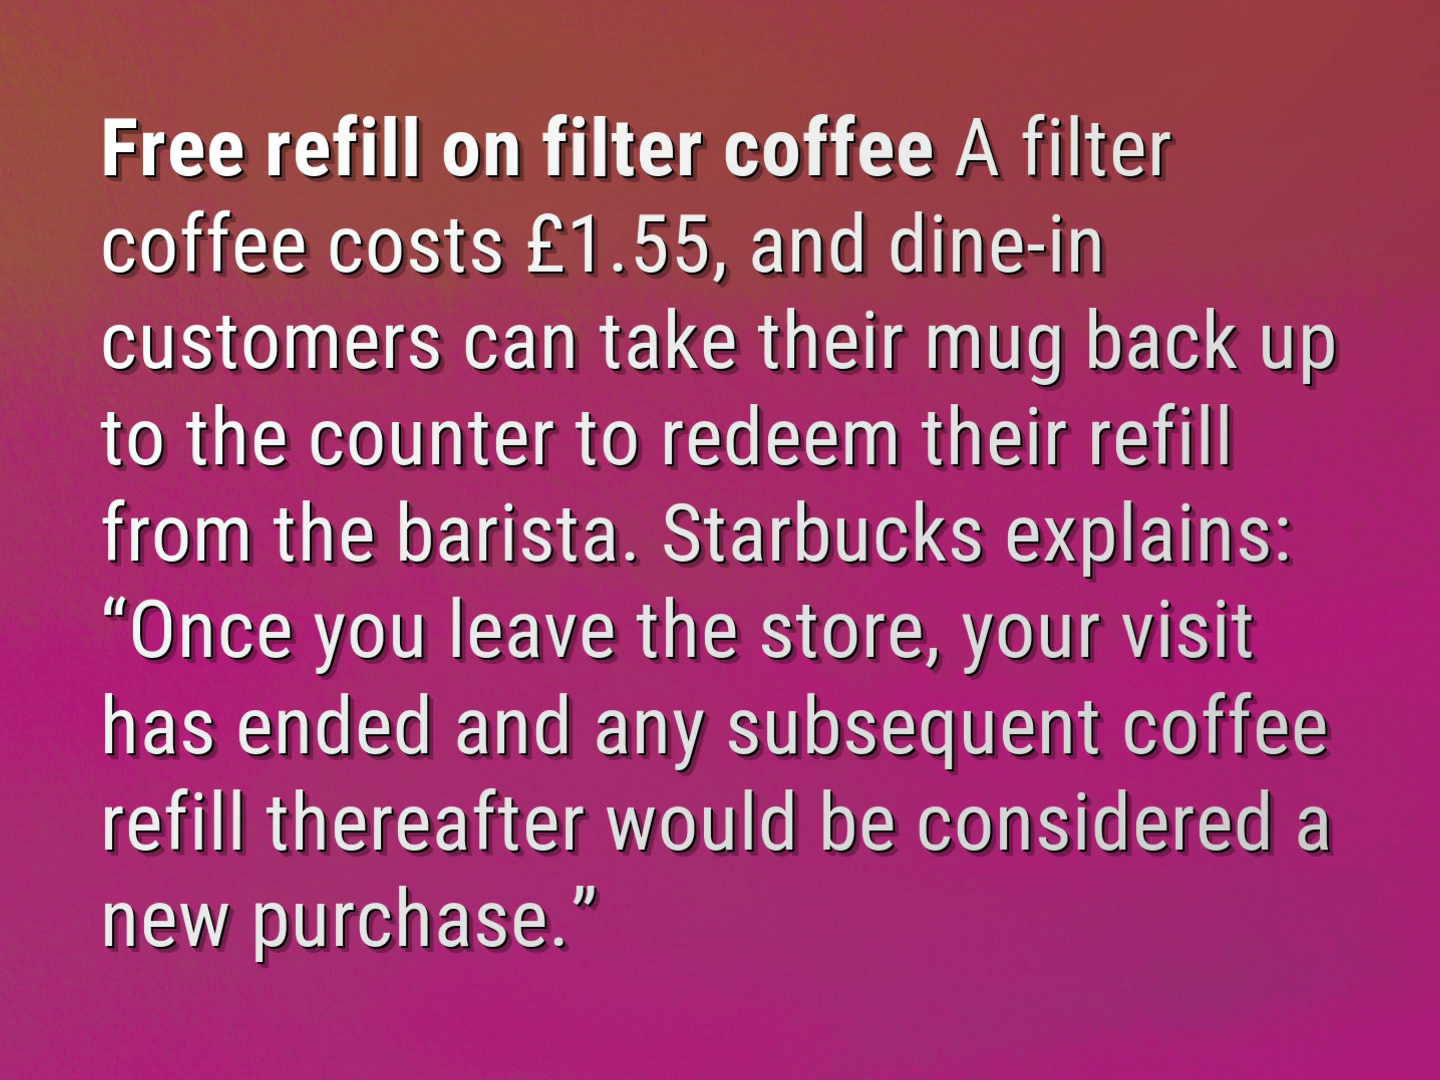 Free refill on filter coffee A filter
coffee costs £1.55, and dine-in
customers can take their mug back up
to the counter to redeem their refill
from the barista. Starbucks explains:
“Once you leave the store, your visit
has ended and any subsequent coffee
refill thereafter would be considered a
new purchase.”